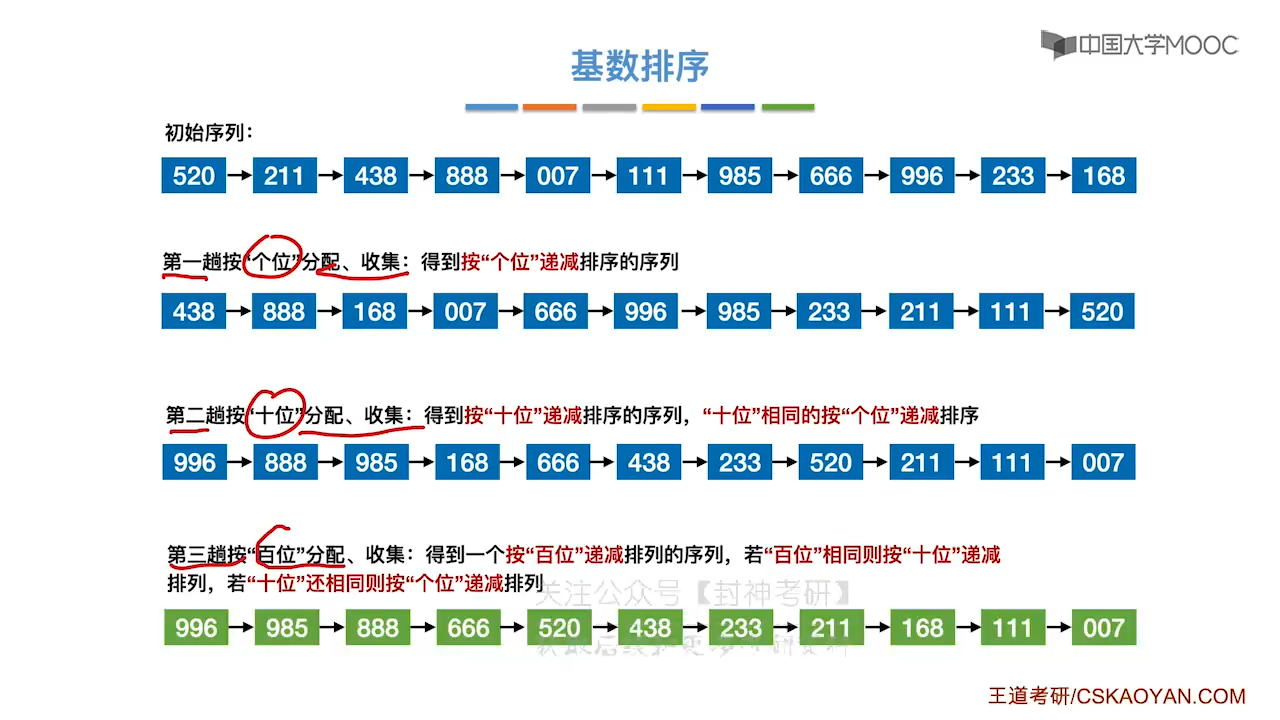 中国大学MOOC
基数排序
初始序列：
520 211 438 888 007 111 985 666 996 233 168
第一趟按“个位”分配、收集：得到按“个位”递减排序的序列
438 888 168 007 666 996 985 233 211 111 520
第二趟按“十位”分配、收集：得到按“十位”递减排序的序列，“十位”相同的按“个位”递减排序
996 888 985 168 666 438 233 520 211 111 007
第三趟按“百位”分配、收集：得到一个按“百位”递减排列的序列，若“百位”相同则按“十位”递减
排列，若“十位”还相同则按“个位”递减排列
关注公众号【封神考研】
996 985 888 666 520 438 233 211 168 111 007
王道考研/CSKAOYAN.COM